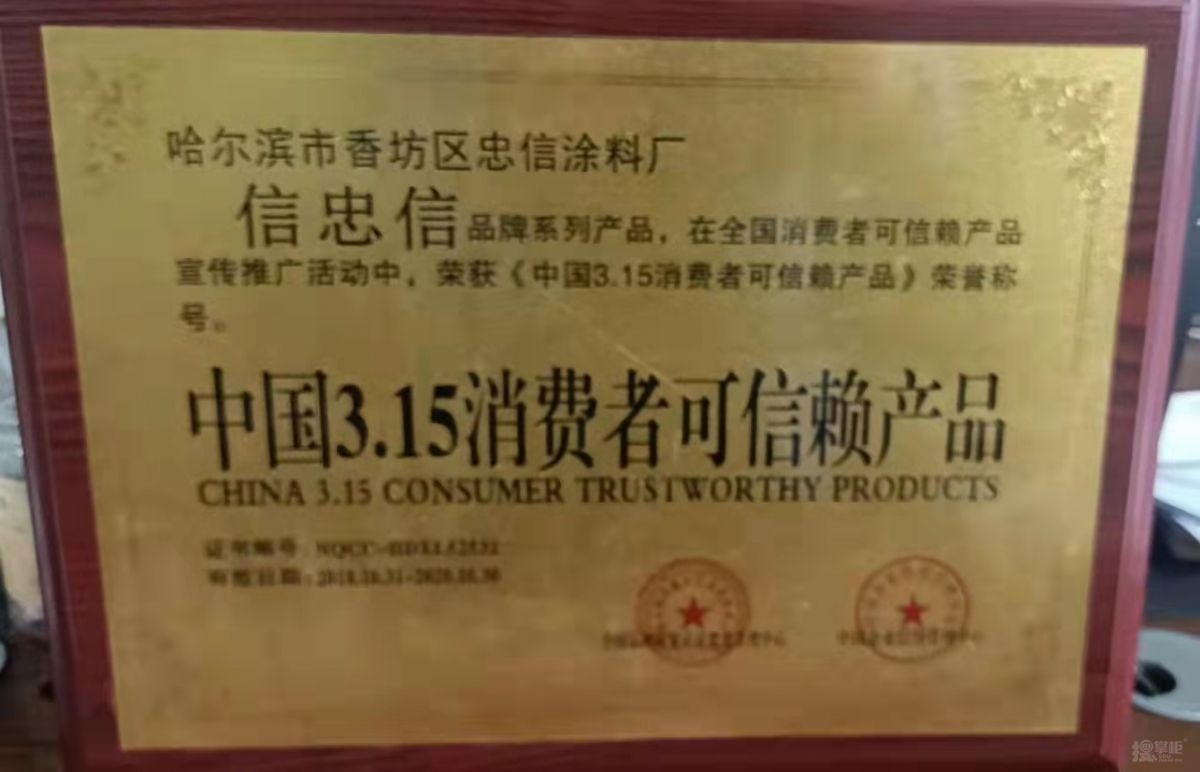 哈尔滨市香坊区忠信涂料厂
信忠信品牌系列产品，在全国消费者可信赖产品
宣传推广活动中，荣获《中国3.15消费者可信赖产品》荣誉称
号。
中国3.15消费者可信赖产品
CHINA 3.15 CONSUMER TRUSTWORTHY PRODUCTS
证书编号:
有效日期:
搜掌柜